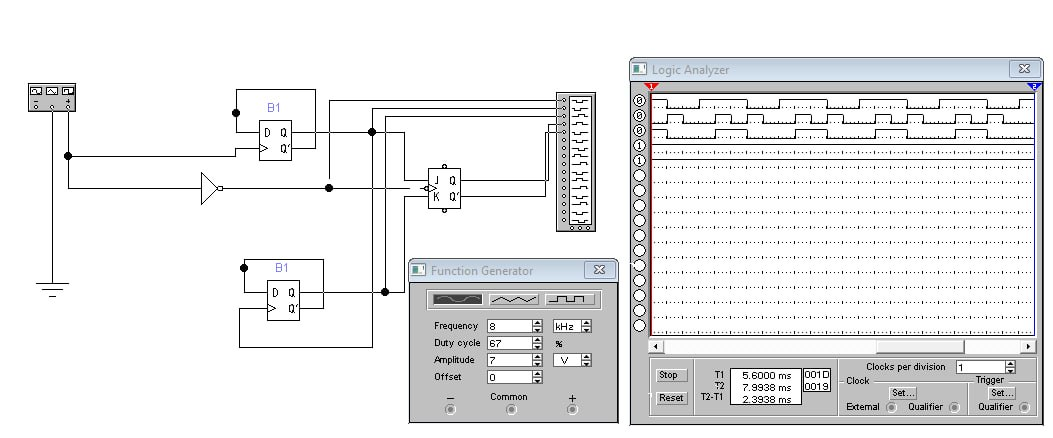 Logic Analyzer
B1
D Q
Q'
J Q
K Q'
B1
D Q
Q'
Function Generator
Frequency 8 kHz
Duty cycle 67 %
Amplitude 7 V
Offset 0
− Common +
0
0
0
1
1
Stop
Reset
T1 5.6000 ms 001D
T2 7.9938 ms 0019
T2-T1 2.3938 ms
Clocks per division 1
Clock Trigger
Set... Set...
External Qualifier Qualifier